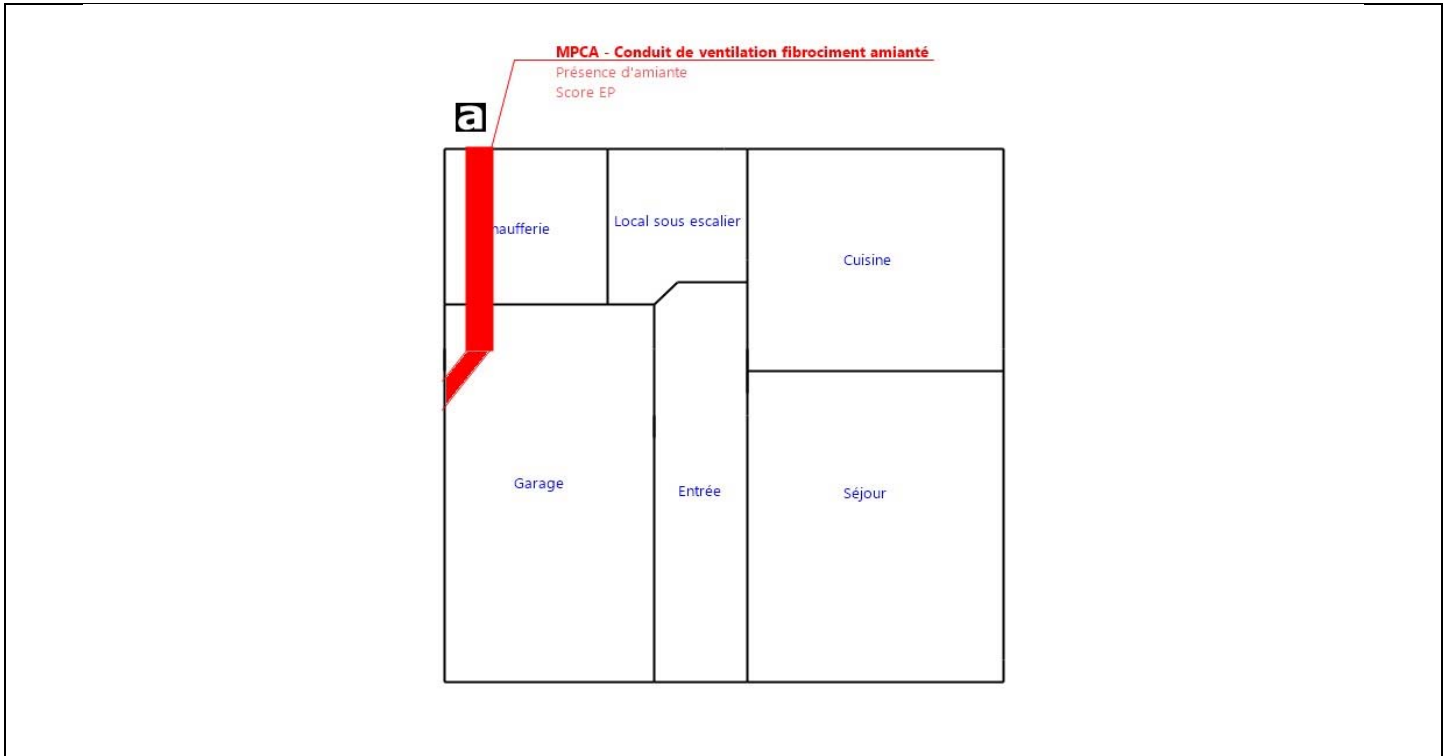 MPCA - Conduit de ventilation fibrociment amianté
Présence d'amiante
Score EP
a
haufferie
Local sous escalier
Cuisine
Garage
Entrée
Séjour